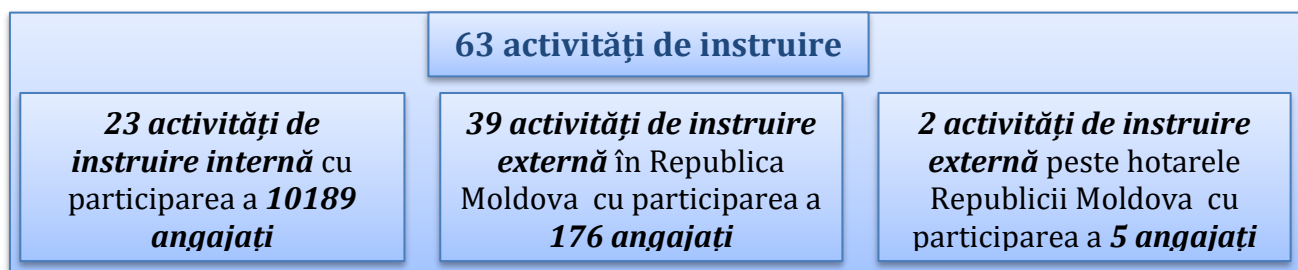 63 activități de instruire
23 activități de
instruire internă cu
participarea a 10189
angajați
39 activități de instruire
externă în Republica
Moldova cu participarea a
176 angajați
2 activități de instruire
externă peste hotarele
Republicii Moldova cu
participarea a 5 angajați